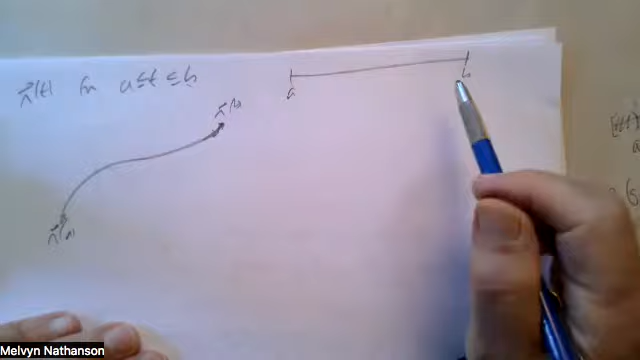 r⃗(t) for a≤t≤b
a
b
r⃗(b)
r⃗(a)
Melvyn Nathanson